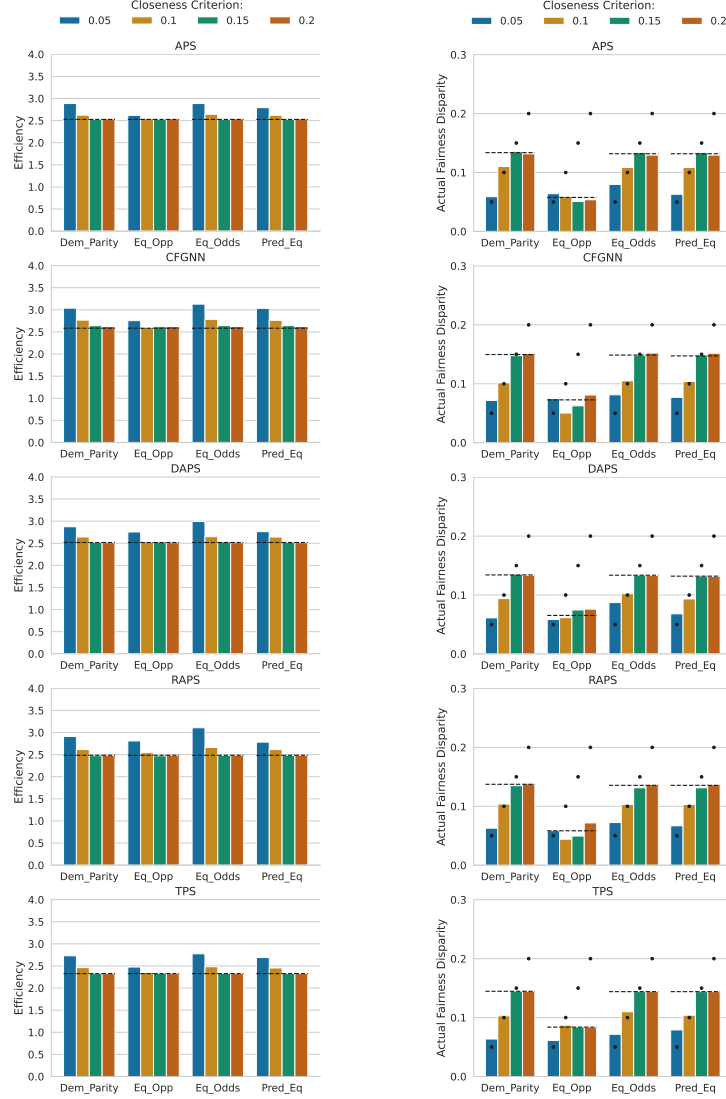 Closeness Criterion:
0.05 0.1 0.15 0.2
APS
Efficiency
4.0
3.5
3.0
2.5
2.0
1.5
1.0
0.5
0.0
Dem_Parity Eq_Opp Eq_Odds Pred_Eq
CFGNN
Efficiency
4.0
3.5
3.0
2.5
2.0
1.5
1.0
0.5
0.0
Dem_Parity Eq_Opp Eq_Odds Pred_Eq
DAPS
Efficiency
4.0
3.5
3.0
2.5
2.0
1.5
1.0
0.5
0.0
Dem_Parity Eq_Opp Eq_Odds Pred_Eq
RAPS
Efficiency
4.0
3.5
3.0
2.5
2.0
1.5
1.0
0.5
0.0
Dem_Parity Eq_Opp Eq_Odds Pred_Eq
TPS
Efficiency
4.0
3.5
3.0
2.5
2.0
1.5
1.0
0.5
0.0
Dem_Parity Eq_Opp Eq_Odds Pred_Eq
Closeness Criterion:
0.05 0.1 0.15 0.2
APS
Actual Fairness Disparity
0.3
0.2
0.1
0.0
Dem_Parity Eq_Opp Eq_Odds Pred_Eq
CFGNN
Actual Fairness Disparity
0.3
0.2
0.1
0.0
Dem_Parity Eq_Opp Eq_Odds Pred_Eq
DAPS
Actual Fairness Disparity
0.3
0.2
0.1
0.0
Dem_Parity Eq_Opp Eq_Odds Pred_Eq
RAPS
Actual Fairness Disparity
0.3
0.2
0.1
0.0
Dem_Parity Eq_Opp Eq_Odds Pred_Eq
TPS
Actual Fairness Disparity
0.3
0.2
0.1
0.0
Dem_Parity Eq_Opp Eq_Odds Pred_Eq